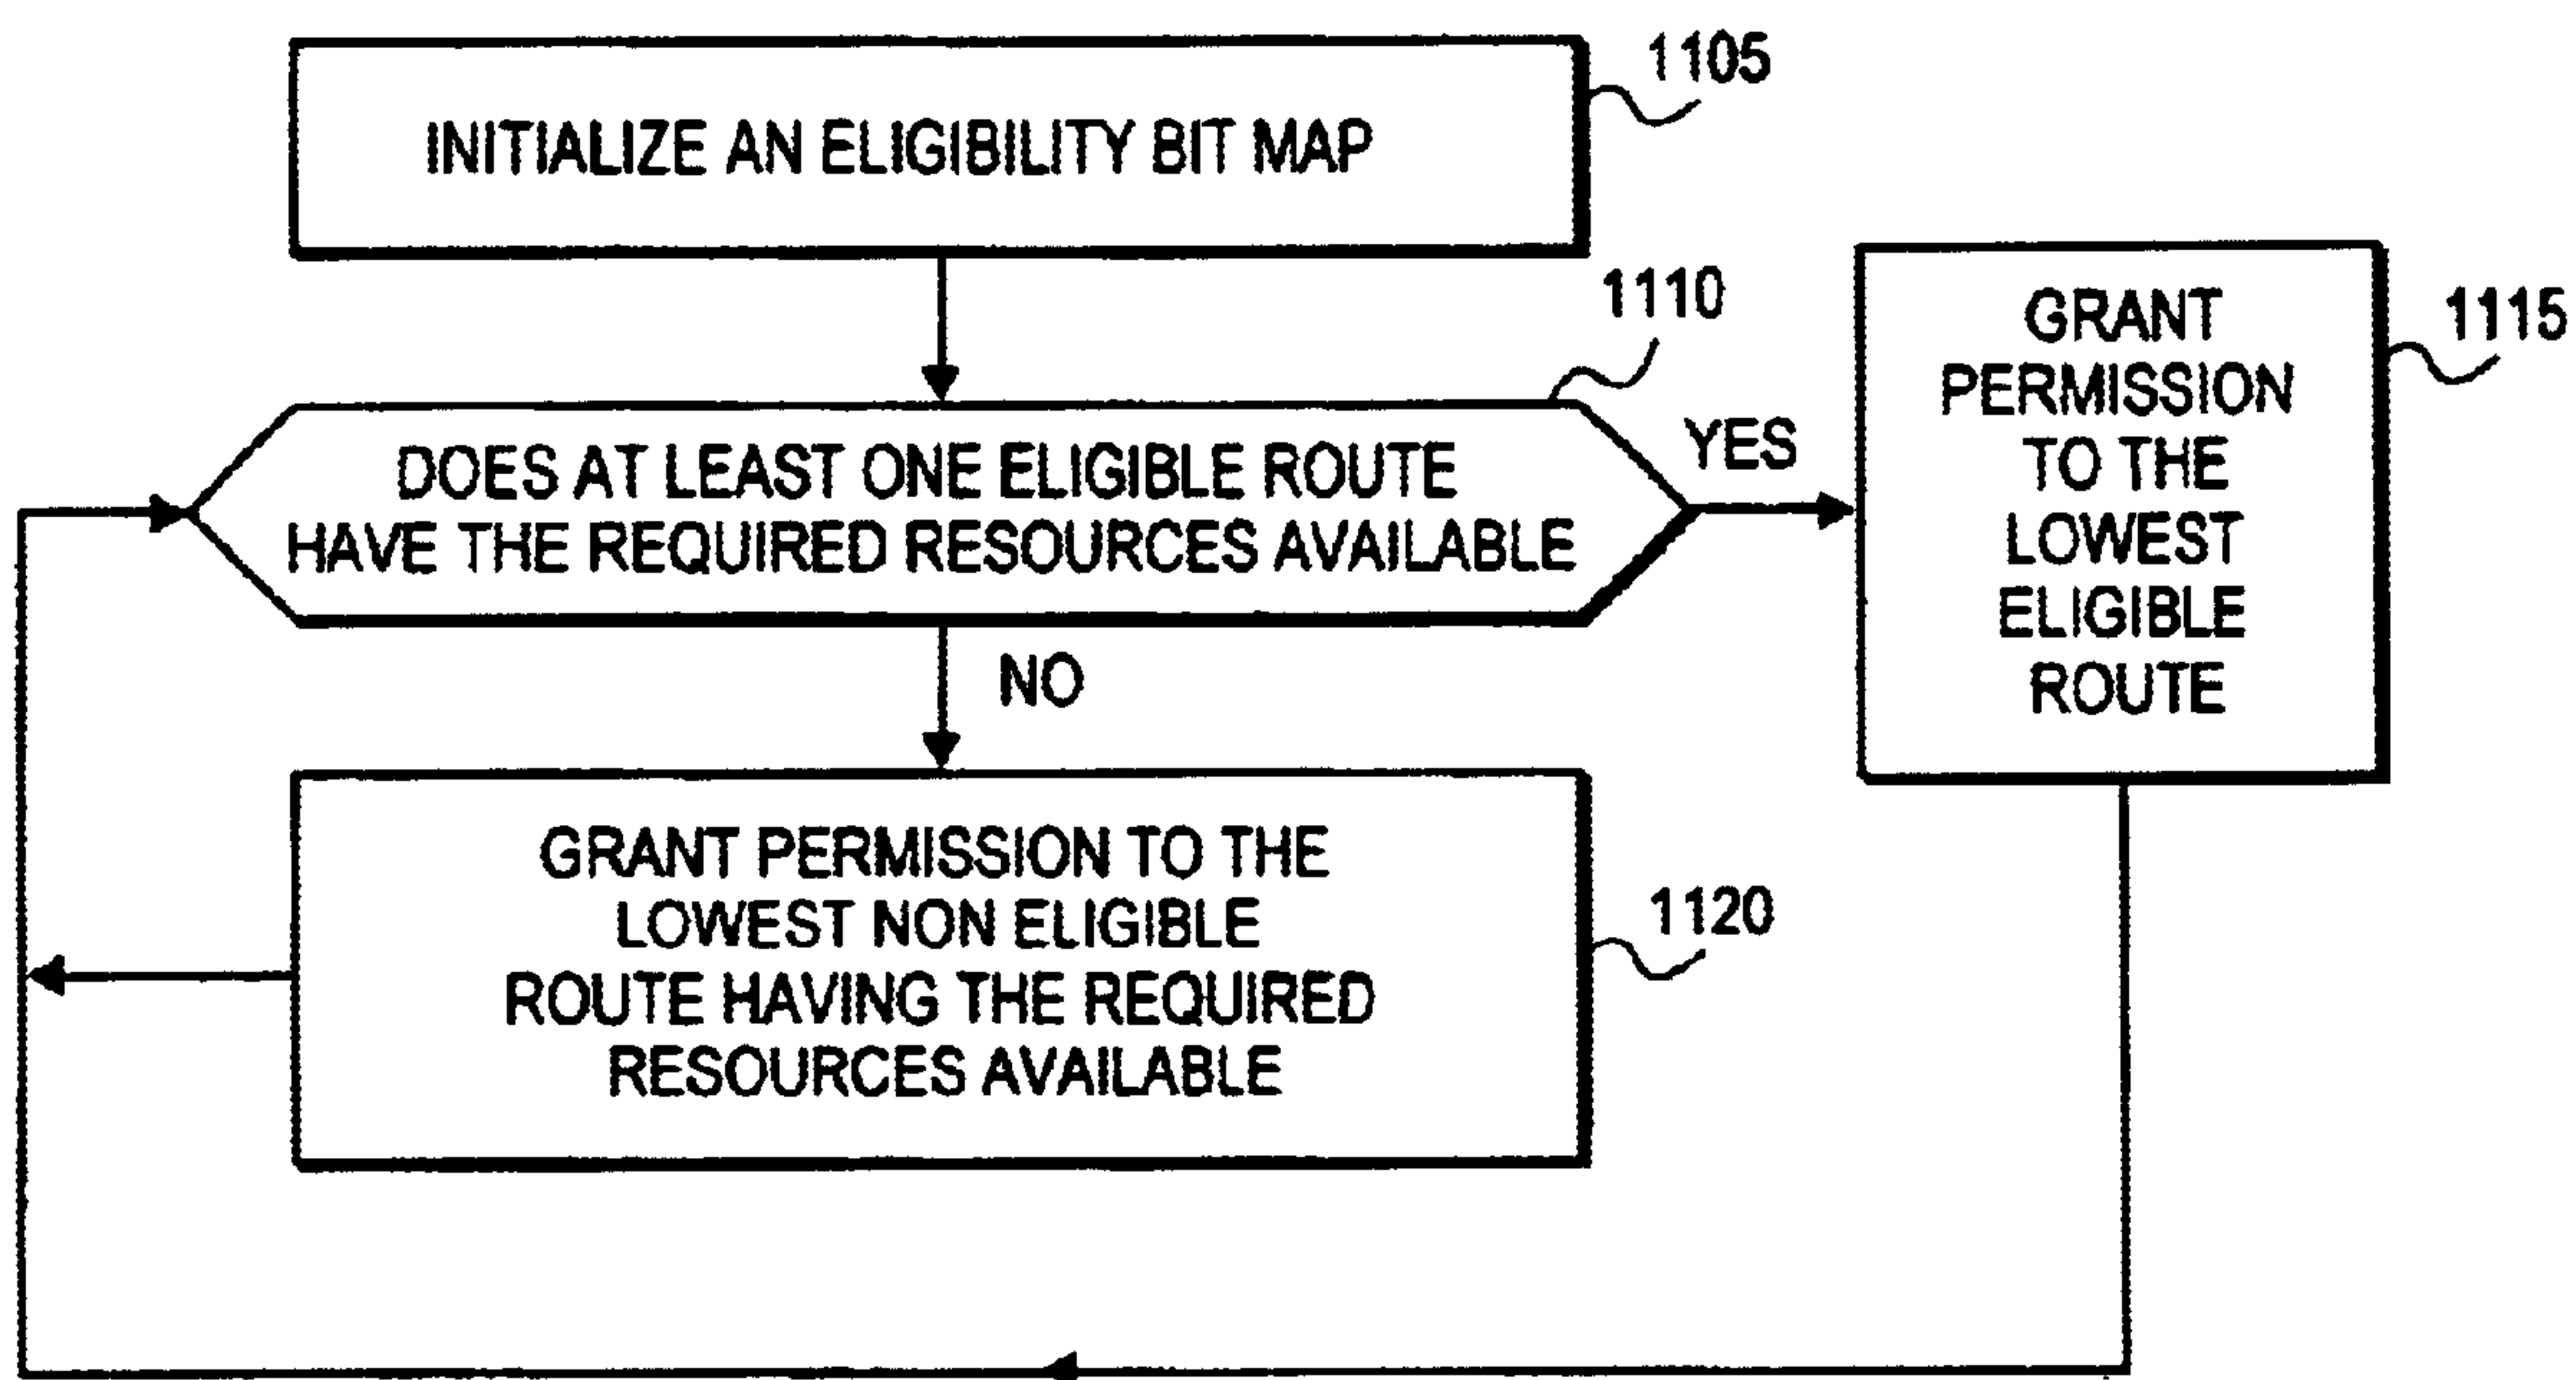 1105
INITIALIZE AN ELIGIBILITY BIT MAP
1110
DOES AT LEAST ONE ELIGIBLE ROUTE
HAVE THE REQUIRED RESOURCES AVAILABLE
YES
GRANT
PERMISSION
TO THE
LOWEST
ELIGIBLE
ROUTE
1115
NO
GRANT PERMISSION TO THE
LOWEST NON ELIGIBLE
ROUTE HAVING THE REQUIRED
RESOURCES AVAILABLE
1120